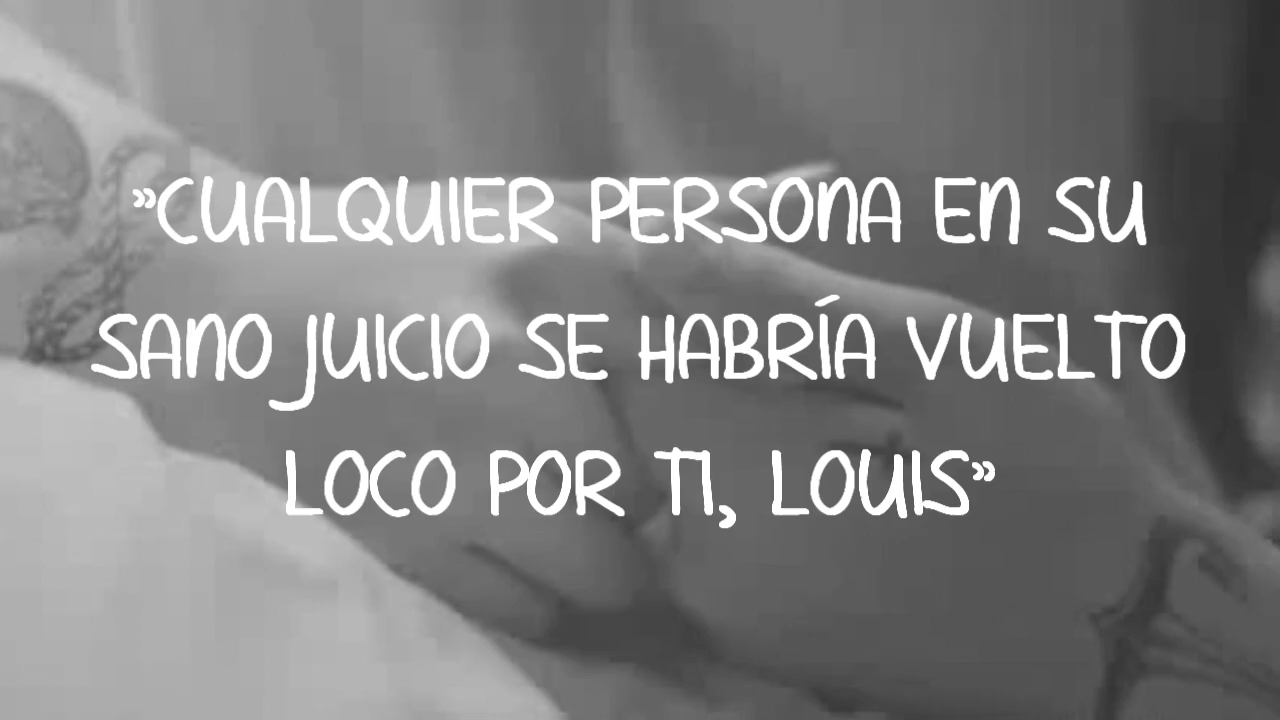 ”CUALQUIER PERSONA EN SU
SANO JUICIO SE HABRÍA VUELTO
LOCO POR TI, LOUIS”